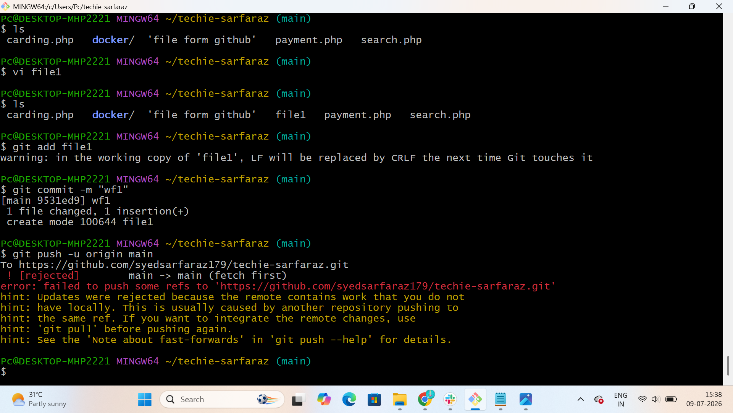 MINGW64:/c/Users/Pc/techie-sarfaraz
Pc@DESKTOP-MHP2221 MINGW64 ~/techie-sarfaraz (main)
$ ls
carding.php docker/ 'file form github' payment.php search.php
Pc@DESKTOP-MHP2221 MINGW64 ~/techie-sarfaraz (main)
$ vi file1
Pc@DESKTOP-MHP2221 MINGW64 ~/techie-sarfaraz (main)
$ ls
carding.php docker/ 'file form github' file1 payment.php search.php
Pc@DESKTOP-MHP2221 MINGW64 ~/techie-sarfaraz (main)
$ git add file1
warning: in the working copy of 'file1', LF will be replaced by CRLF the next time Git touches it
Pc@DESKTOP-MHP2221 MINGW64 ~/techie-sarfaraz (main)
$ git commit -m "wf1"
[main 9531ed9] wf1
1 file changed, 1 insertion(+)
create mode 100644 file1
Pc@DESKTOP-MHP2221 MINGW64 ~/techie-sarfaraz (main)
$ git push -u origin main
To https://github.com/syedsarfaraz179/techie-sarfaraz.git
! [rejected] main -> main (fetch first)
error: failed to push some refs to 'https://github.com/syedsarfaraz179/techie-sarfaraz.git'
hint: Updates were rejected because the remote contains work that you do not
hint: have locally. This is usually caused by another repository pushing to
hint: the same ref. If you want to integrate the remote changes, use
hint: 'git pull' before pushing again.
hint: See the 'Note about fast-forwards' in 'git push --help' for details.
Pc@DESKTOP-MHP2221 MINGW64 ~/techie-sarfaraz (main)
$
31°C
Partly sunny
Search
ENG
IN
15:38
09-07-2026